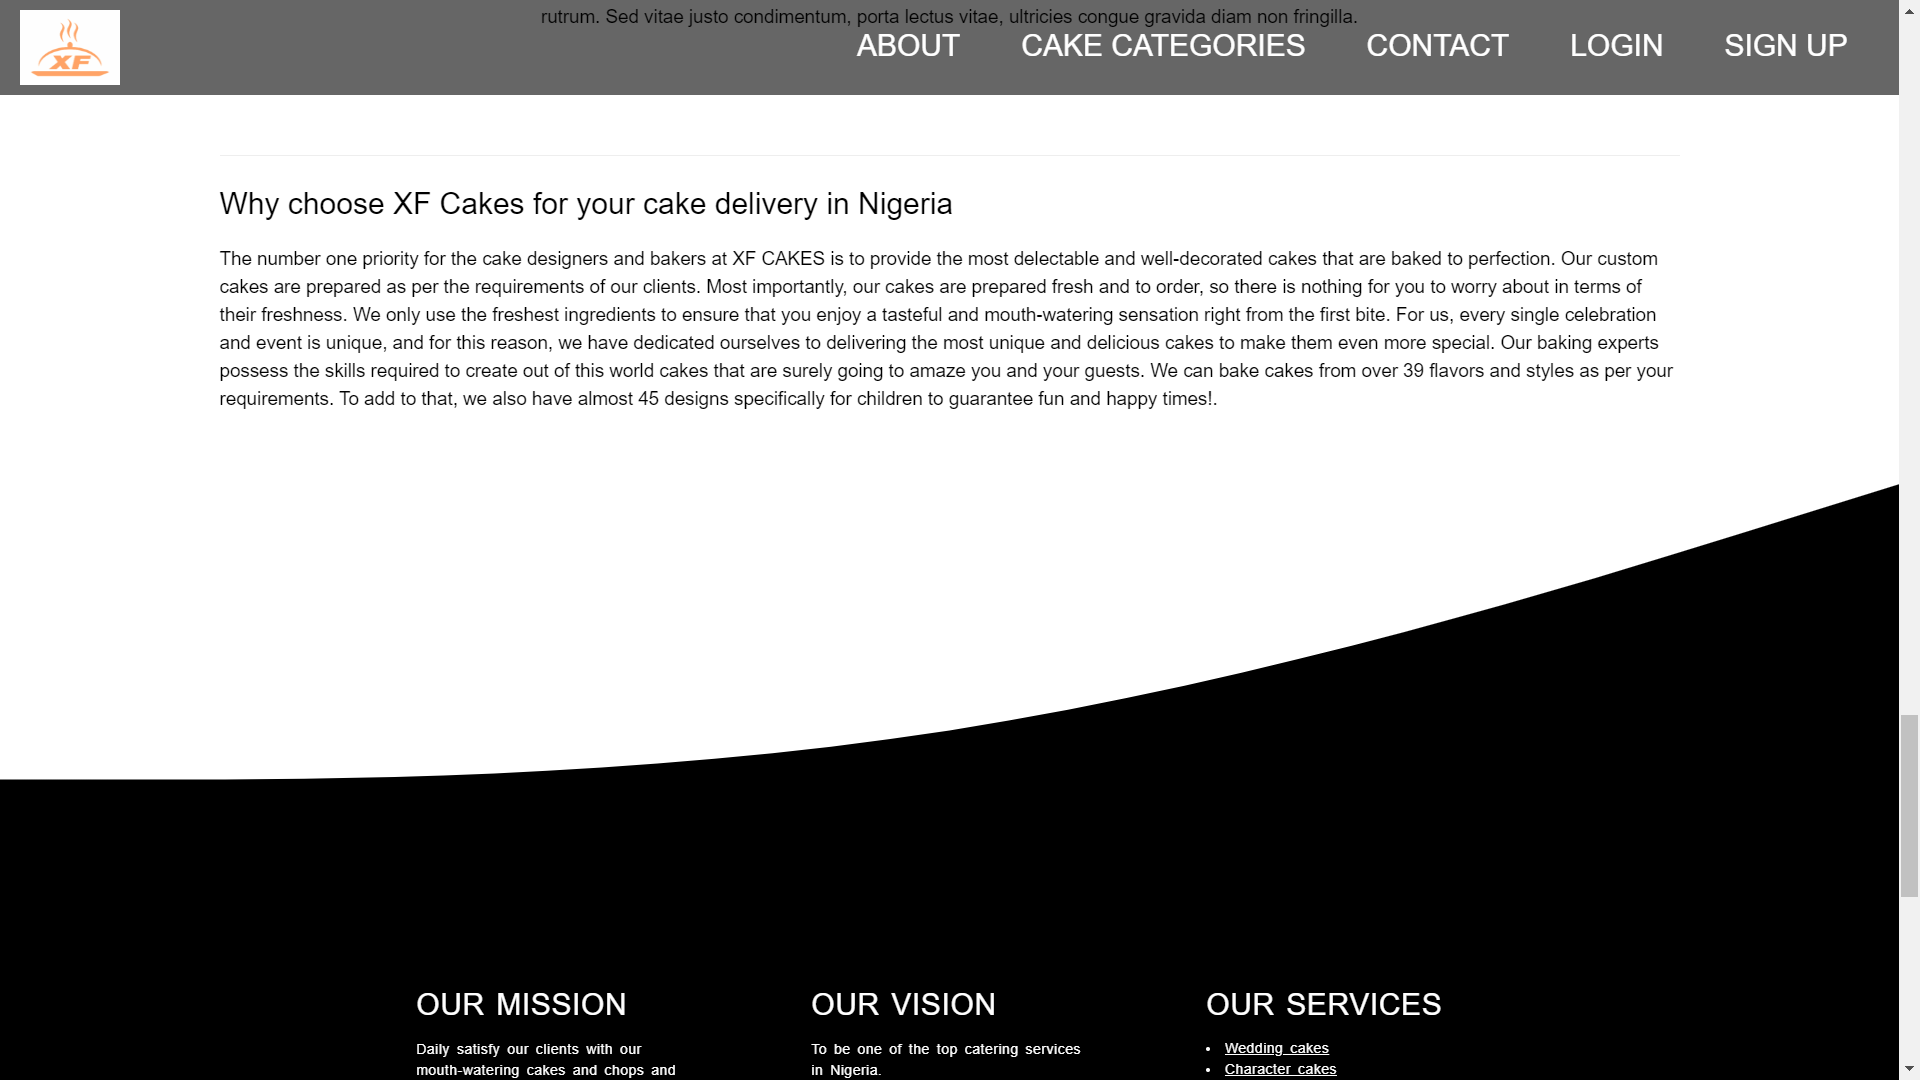 rutrum. Sed vitae justo condimentum, porta lectus vitae, ultricies congue gravida diam non fringilla.
XF
ABOUT CAKE CATEGORIES CONTACT LOGIN SIGN UP
Why choose XF Cakes for your cake delivery in Nigeria
The number one priority for the cake designers and bakers at XF CAKES is to provide the most delectable and well-decorated cakes that are baked to perfection. Our custom
cakes are prepared as per the requirements of our clients. Most importantly, our cakes are prepared fresh and to order, so there is nothing for you to worry about in terms of
their freshness. We only use the freshest ingredients to ensure that you enjoy a tasteful and mouth-watering sensation right from the first bite. For us, every single celebration
and event is unique, and for this reason, we have dedicated ourselves to delivering the most unique and delicious cakes to make them even more special. Our baking experts
possess the skills required to create out of this world cakes that are surely going to amaze you and your guests. We can bake cakes from over 39 flavors and styles as per your
requirements. To add to that, we also have almost 45 designs specifically for children to guarantee fun and happy times!.
OUR MISSION
Daily satisfy our clients with our
mouth-watering cakes and chops and
OUR VISION
To be one of the top catering services
in Nigeria.
OUR SERVICES
• Wedding cakes
• Character cakes